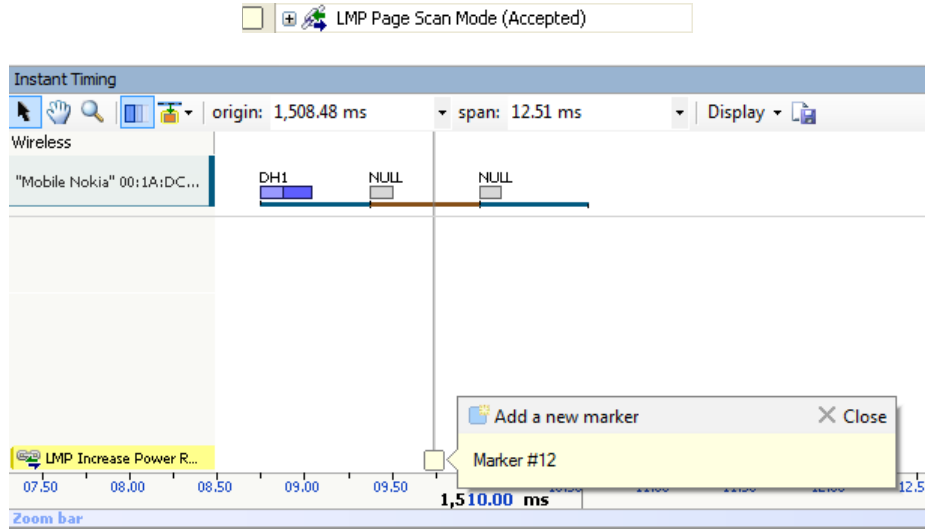 LMP Page Scan Mode (Accepted)
Instant Timing
origin: 1,508.48 ms span: 12.51 ms Display
Wireless
"Mobile Nokia" 00:1A:DC...
DH1 NULL NULL
Add a new marker Close
LMP Increase Power R...
Marker #12
07.50 08.00 08.50 09.00 09.50
1,510.00 ms
Zoom bar